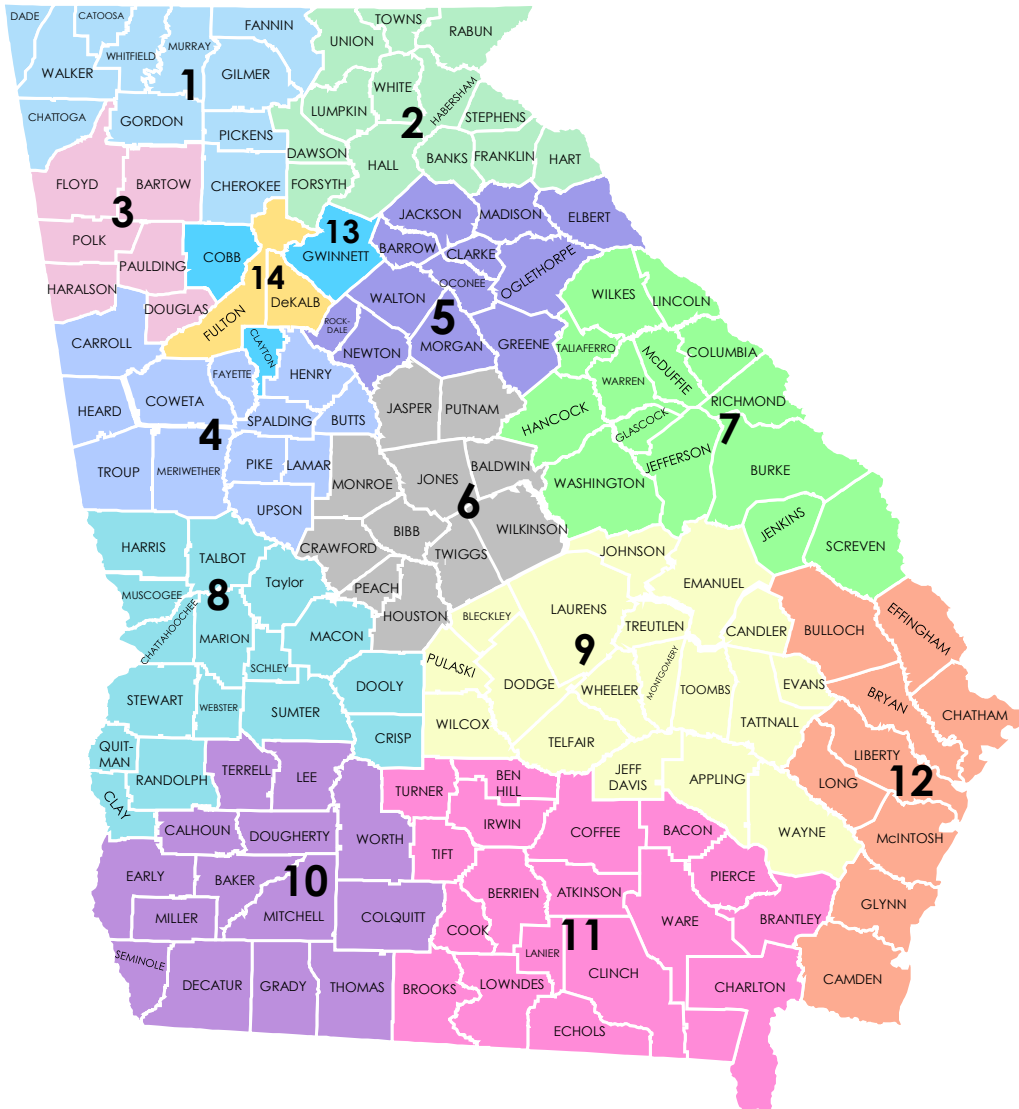 DADE
CATOOSA
WHITFIELD
MURRAY
FANNIN
WALKER
GILMER
1
CHATTOGA
GORDON
PICKENS
CHEROKEE
UNION
TOWNS
RABUN
WHITE
LUMPKIN
HABERSHAM
STEPHENS
2
DAWSON
HALL
BANKS
FRANKLIN
HART
FORSYTH
FLOYD
BARTOW
3
POLK
PAULDING
HARALSON
DOUGLAS
COBB
13
GWINNETT
14
DeKALB
FULTON
CLAYTON
JACKSON
MADISON
ELBERT
BARROW
CLARKE
OCONEE
OGLETHORPE
WALTON
5
ROCK-
DALE
NEWTON
MORGAN
GREENE
CARROLL
FAYETTE
HENRY
HEARD
COWETA
SPALDING
BUTTS
4
TROUP
MERIWETHER
PIKE
LAMAR
UPSON
JASPER
PUTNAM
MONROE
JONES
BALDWIN
6
BIBB
WILKINSON
CRAWFORD
TWIGGS
PEACH
HOUSTON
WILKES
LINCOLN
TALIAFERRO
McDUFFIE
COLUMBIA
WARREN
RICHMOND
HANCOCK
GLASCOCK
7
JEFFERSON
BURKE
WASHINGTON
JENKINS
SCREVEN
HARRIS
TALBOT
Taylor
MUSCOGEE
8
CHATTAHOOCHEE
MARION
MACON
SCHLEY
DOOLY
STEWART
WEBSTER
SUMTER
CRISP
QUIT-
MAN
RANDOLPH
CLAY
JOHNSON
EMANUEL
LAURENS
BLECKLEY
TREUTLEN
CANDLER
9
PULASKI
DODGE
WHEELER
MONTGOMERY
TOOMBS
EVANS
WILCOX
TELFAIR
TATTNALL
JEFF
DAVIS
APPLING
WAYNE
TERRELL
LEE
CALHOUN
DOUGHERTY
WORTH
EARLY
BAKER
10
MILLER
MITCHELL
COLQUITT
SEMINOLE
DECATUR
GRADY
THOMAS
TURNER
BEN
HILL
IRWIN
COFFEE
BACON
TIFT
PIERCE
BERRIEN
ATKINSON
WARE
BRANTLEY
COOK
11
LANIER
CLINCH
BROOKS
LOWNDES
CHARLTON
ECHOLS
BULLOCH
EFFINGHAM
BRYAN
CHATHAM
LIBERTY
LONG
12
McINTOSH
GLYNN
CAMDEN